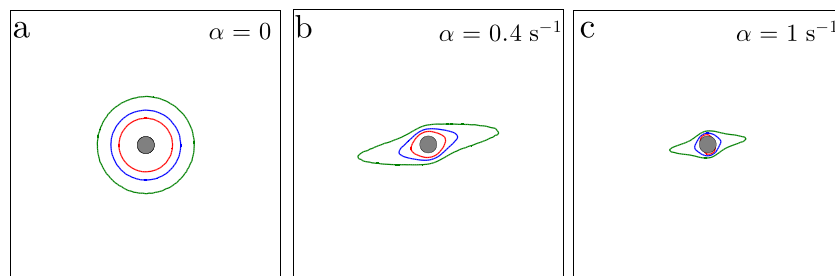 a
α = 0
b
α = 0.4 s⁻¹
c
α = 1 s⁻¹